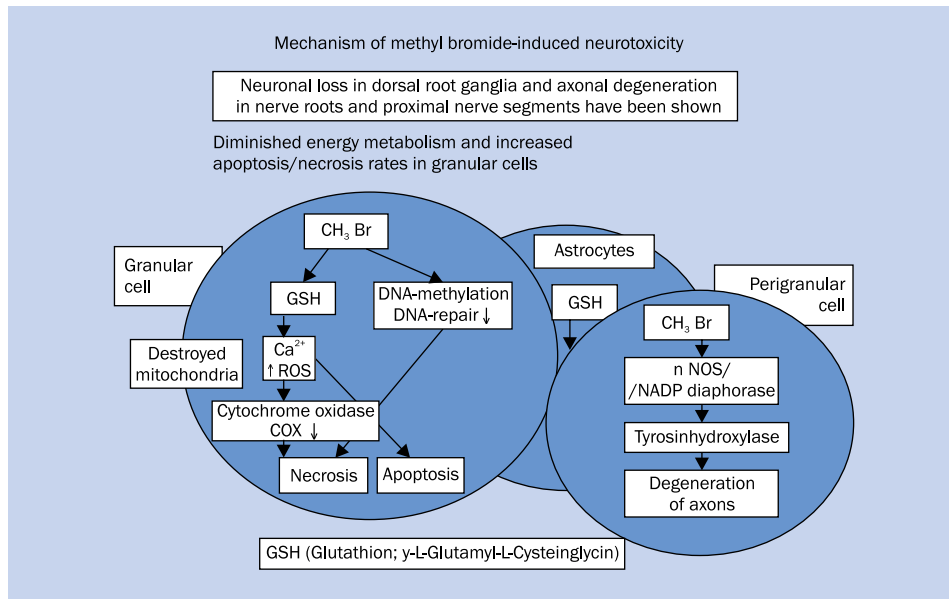 Mechanism of methyl bromide-induced neurotoxicity
Neuronal loss in dorsal root ganglia and axonal degeneration
in nerve roots and proximal nerve segments have been shown
Diminished energy metabolism and increased
apoptosis/necrosis rates in granular cells
Granular
cell
CH₃ Br
GSH
DNA-methylation
DNA-repair ↓
Destroyed
mitochondria
Ca²⁺
↑ ROS
Cytochrome oxidase
COX ↓
Necrosis
Apoptosis
Astrocytes
GSH
Perigranular
cell
CH₃ Br
n NOS/
/NADP diaphorase
Tyrosinhydroxylase
Degeneration
of axons
GSH (Glutathion; y-L-Glutamyl-L-Cysteinglycin)